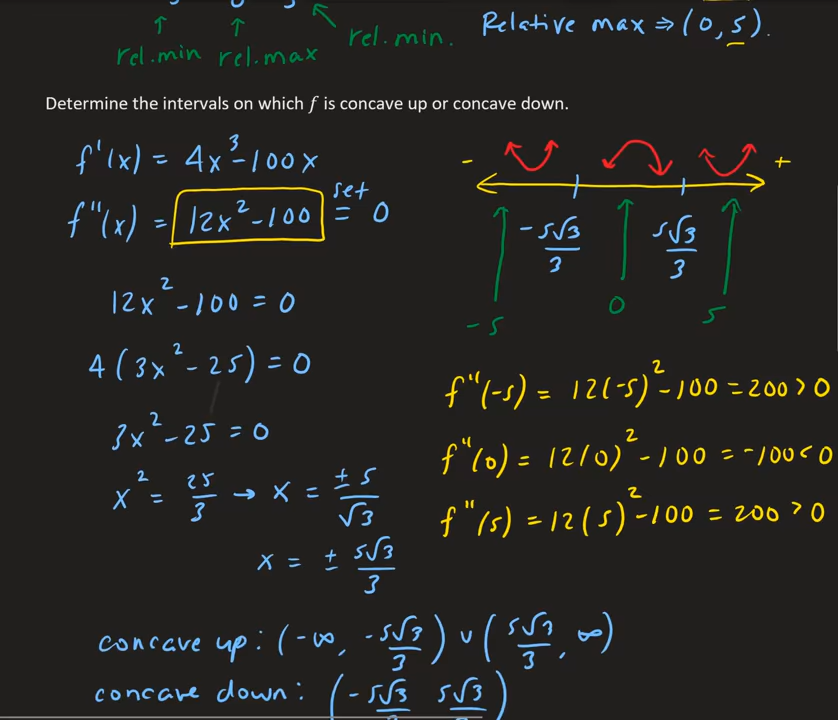 Relative max ⇒ (0, 5).
rel. min.
rel. min rel. max
Determine the intervals on which f is concave up or concave down.
f'(x) = 4x³ - 100x
f''(x) = 12x² - 100 set = 0
- +
-5√3/3 5√3/3
-5 0 5
12x² - 100 = 0
4(3x² - 25) = 0
3x² - 25 = 0
x² = 25/3 → x = ±5/√3
x = ± 5√3/3
f''(-5) = 12(-5)² - 100 = 200 > 0
f''(0) = 12(0)² - 100 = -100 < 0
f''(5) = 12(5)² - 100 = 200 > 0
concave up: (-∞, -5√3/3) ∪ (5√3/3, ∞)
concave down: (-5√3 5√3)